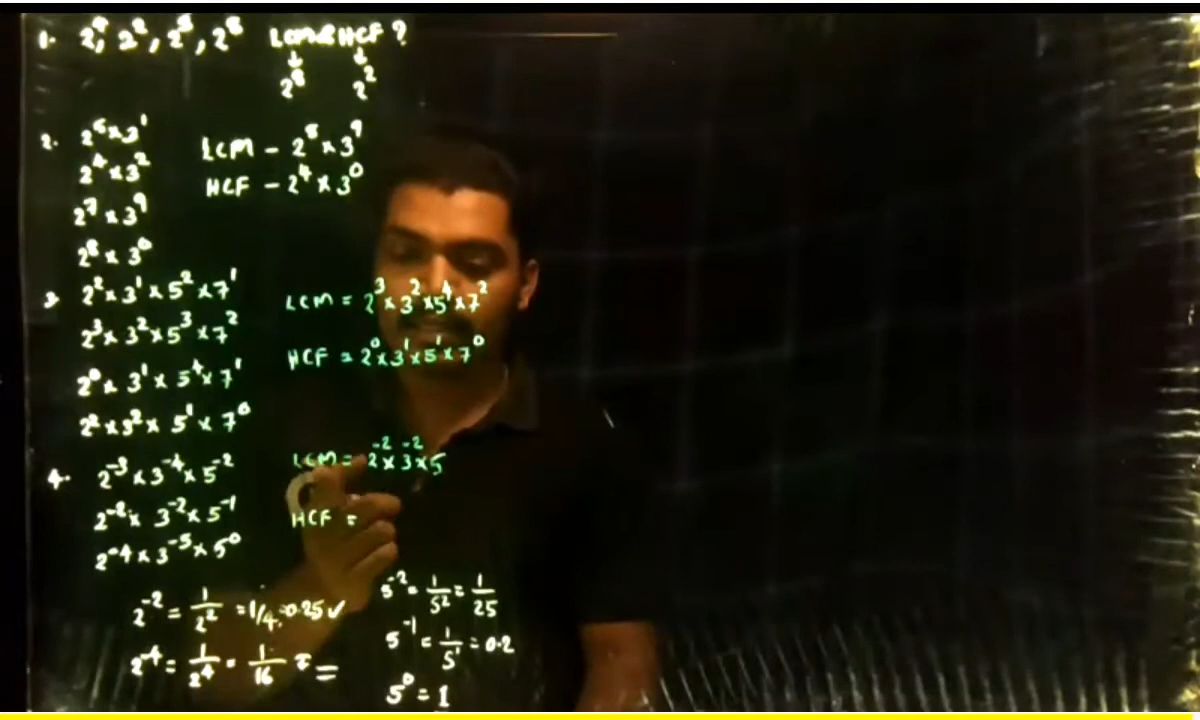 1. 2⁴, 2², 2³, 2⁸ LCM & HCF ?
↓ ↓
2⁸ 2²
2. 2⁵ × 3¹
2⁴ × 3²
2⁷ × 3⁹
2⁸ × 3⁰
LCM - 2⁸ × 3⁹
HCF - 2⁴ × 3⁰
3. 2² × 3¹ × 5² × 7¹
2³ × 3² × 5³ × 7²
2⁰ × 3¹ × 5⁴ × 7¹
2² × 3² × 5¹ × 7⁰
LCM = 2³ × 3² × 5⁴ × 7²
HCF = 2⁰ × 3¹ × 5¹ × 7⁰
4. 2⁻³ × 3⁻⁴ × 5⁻²
2⁻² × 3⁻² × 5⁻¹
2⁻⁴ × 3⁻⁵ × 5⁰
LCM = 2⁻² × 3⁻² × 5
HCF =
2⁻² = 1/2² = 1/4 = 0.25 ✓
2⁻⁴ = 1/2⁴ = 1/16 =
5⁻² = 1/5² = 1/25
5⁻¹ = 1/5¹ = 0.2
5⁰ = 1